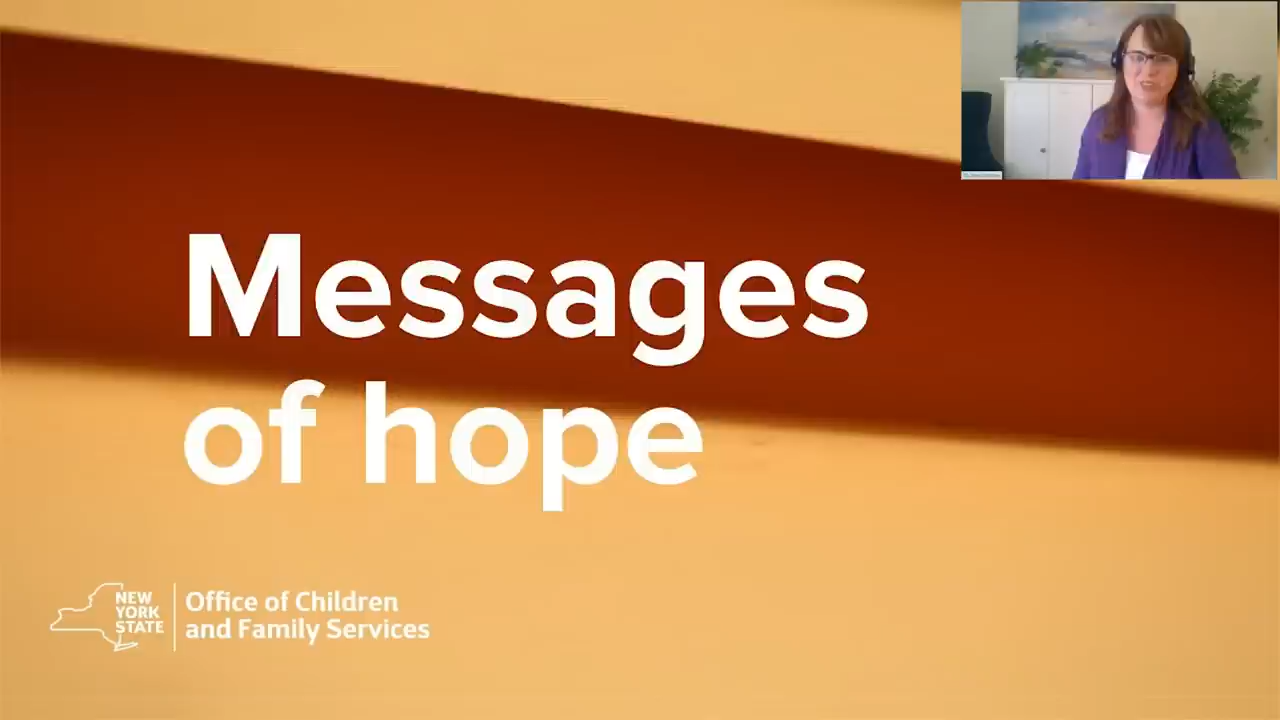 Messages
of hope
NEW
YORK
STATE
Office of Children
and Family Services